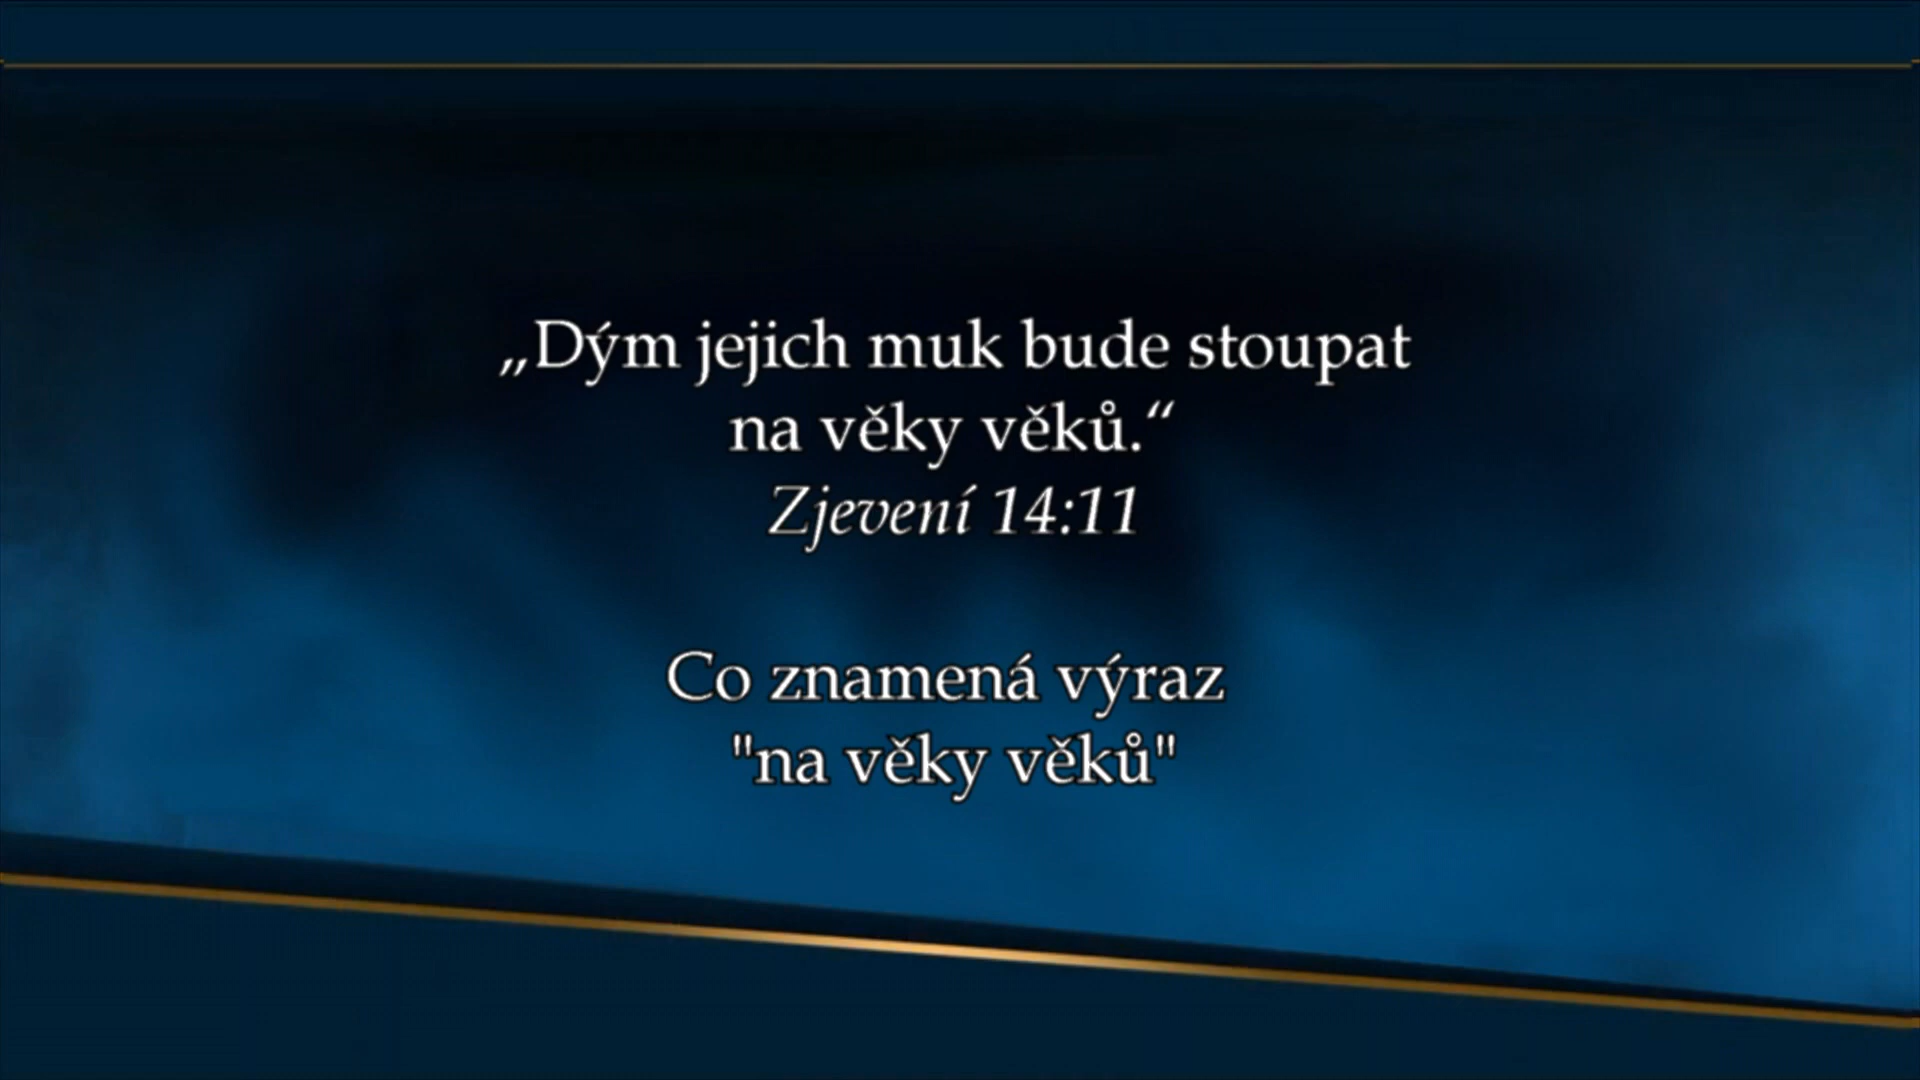 „Dým jejich muk bude stoupat
na věky věků.“
Zjevení 14:11
Co znamená výraz
"na věky věků"